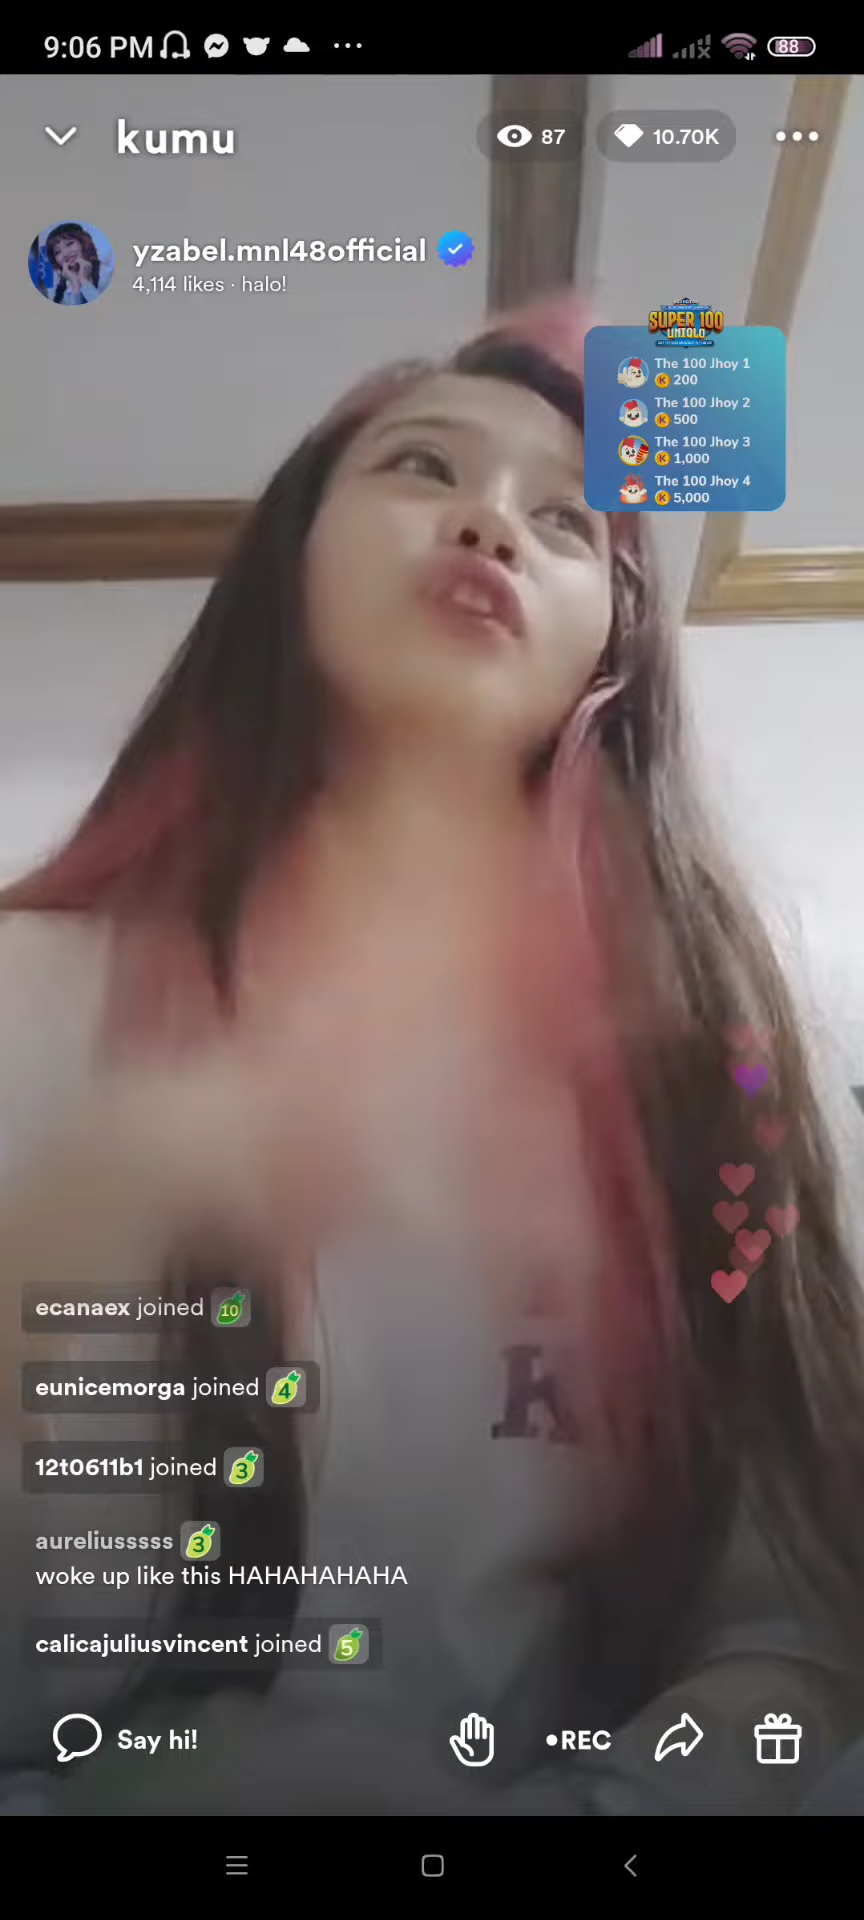 9:06 PM
88
kumu
87
10.70K
yzabel.mnl48official
4,114 likes · halo!
SUPER 100
UNIQLO
The 100 Jhoy 1
K 200
The 100 Jhoy 2
K 500
The 100 Jhoy 3
K 1,000
The 100 Jhoy 4
K 5,000
K
ecanaex joined 10
eunicemorga joined 4
12t0611b1 joined 3
aureliusssss 3
woke up like this HAHAHAHAHA
calicajuliusvincent joined 5
Say hi!
•REC